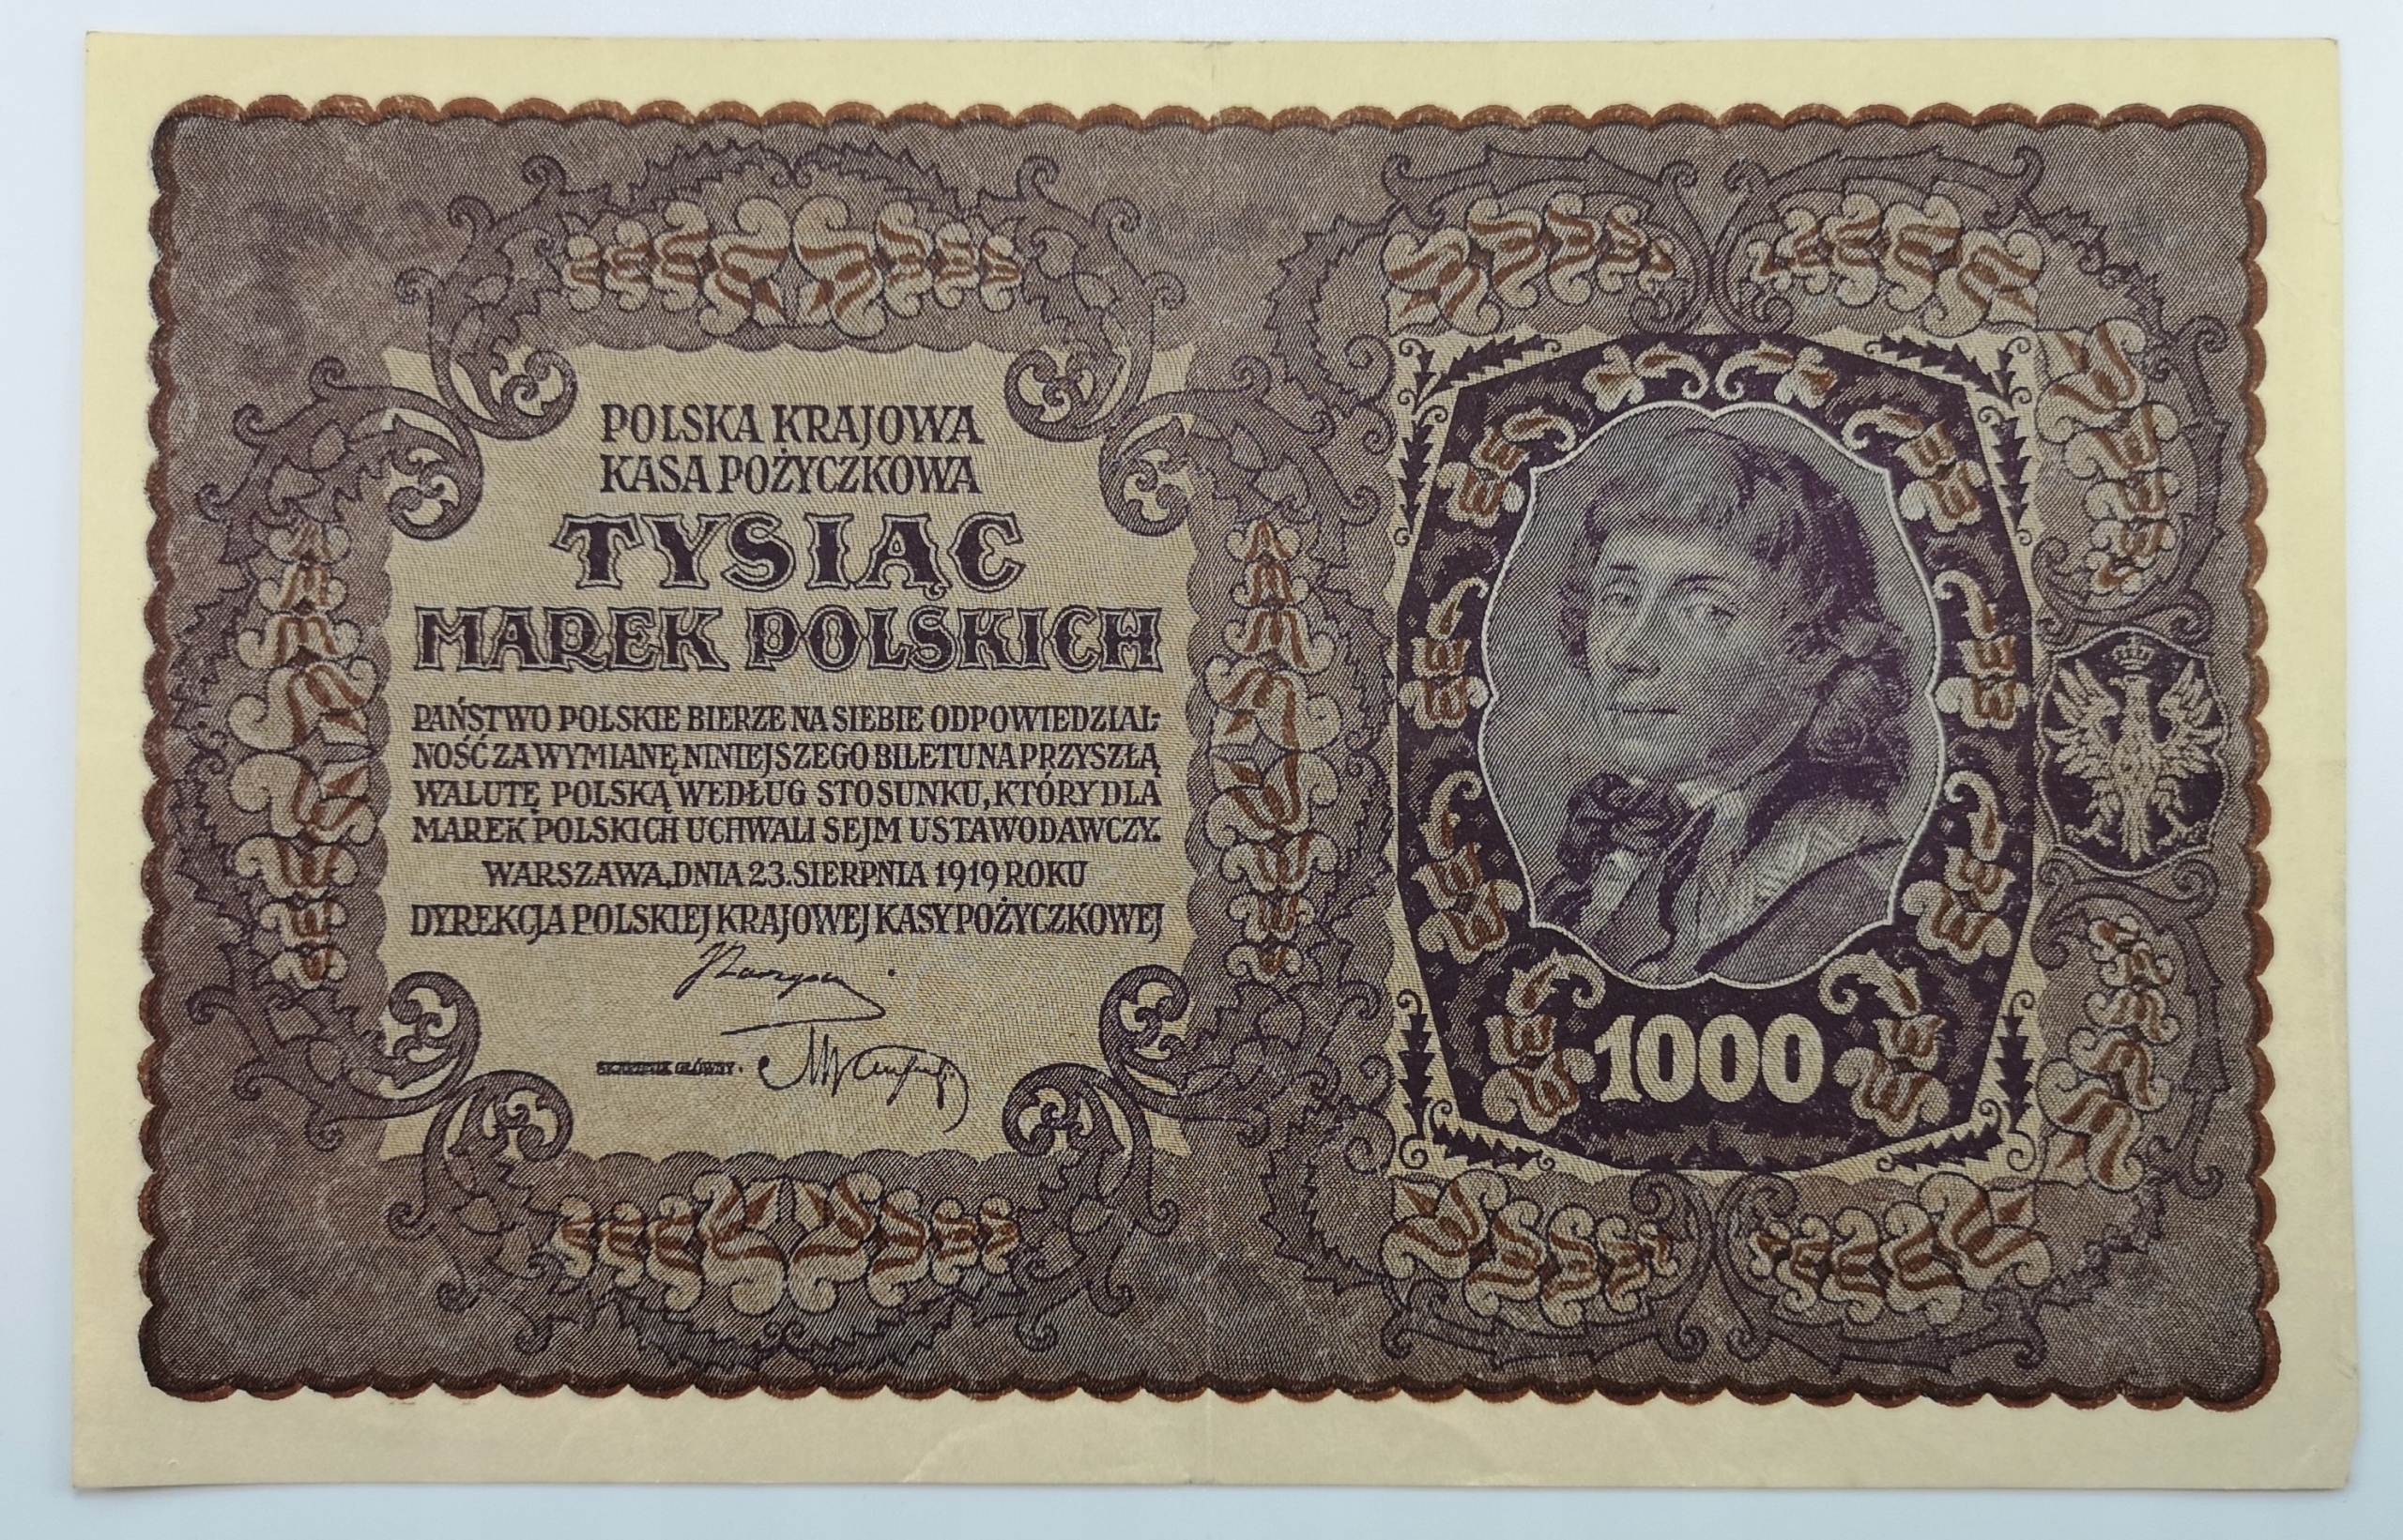 POLSKA KRAJOWA
KASA POŻYCZKOWA
TYSIĄC
MAREK POLSKICH
PAŃSTWO POLSKIE BIERZE NA SIEBIE ODPOWIEDZIAL-
NOŚĆ ZA WYMIANĘ NINIEJSZEGO BILETU NA PRZYSZŁĄ
WALUTĘ POLSKĄ WEDŁUG STOSUNKU, KTÓRY DLA
MAREK POLSKICH UCHWALI SEJM USTAWODAWCZY.
WARSZAWA, DNIA 23. SIERPNIA 1919 ROKU
DYREKCJA POLSKIEJ KRAJOWEJ KASY POŻYCZKOWEJ
SKARBNIK GŁÓWNY
1000